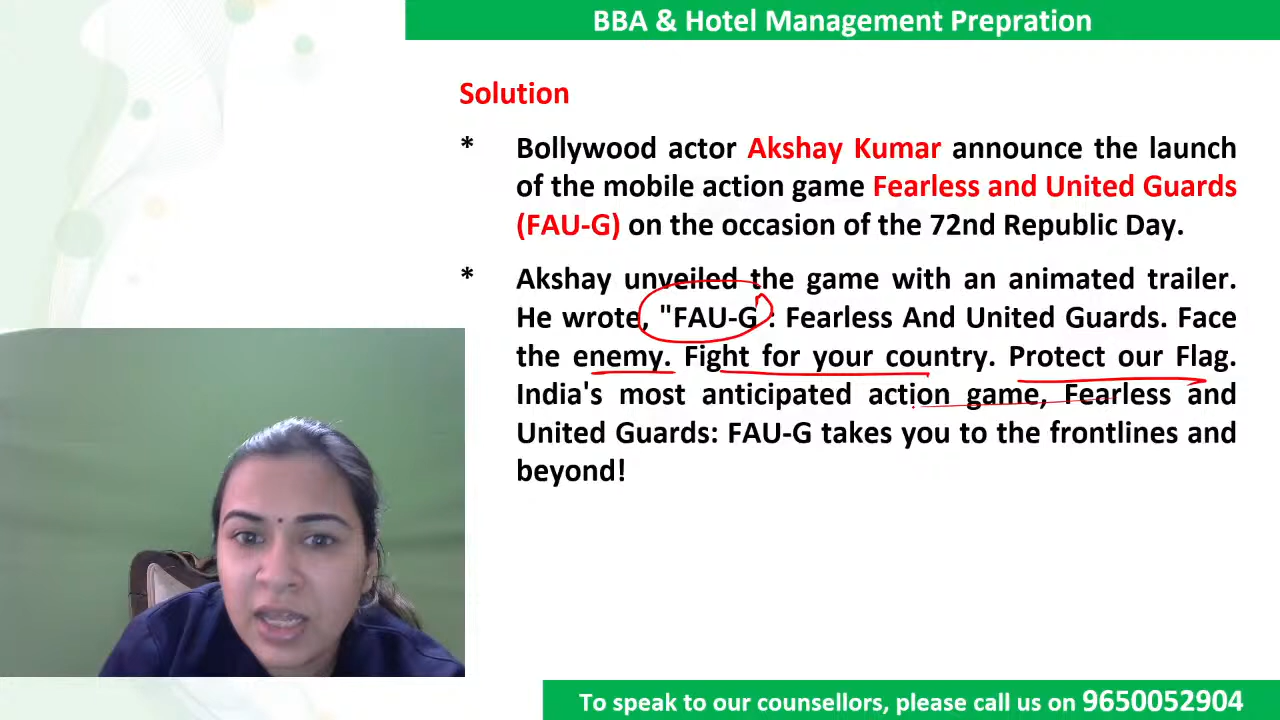 BBA & Hotel Management Prepration
Solution
* Bollywood actor Akshay Kumar announce the launch
of the mobile action game Fearless and United Guards
(FAU-G) on the occasion of the 72nd Republic Day.
* Akshay unveiled the game with an animated trailer.
He wrote, "FAU-G : Fearless And United Guards. Face
the enemy. Fight for your country. Protect our Flag.
India's most anticipated action game, Fearless and
United Guards: FAU-G takes you to the frontlines and
beyond!
To speak to our counsellors, please call us on 9650052904